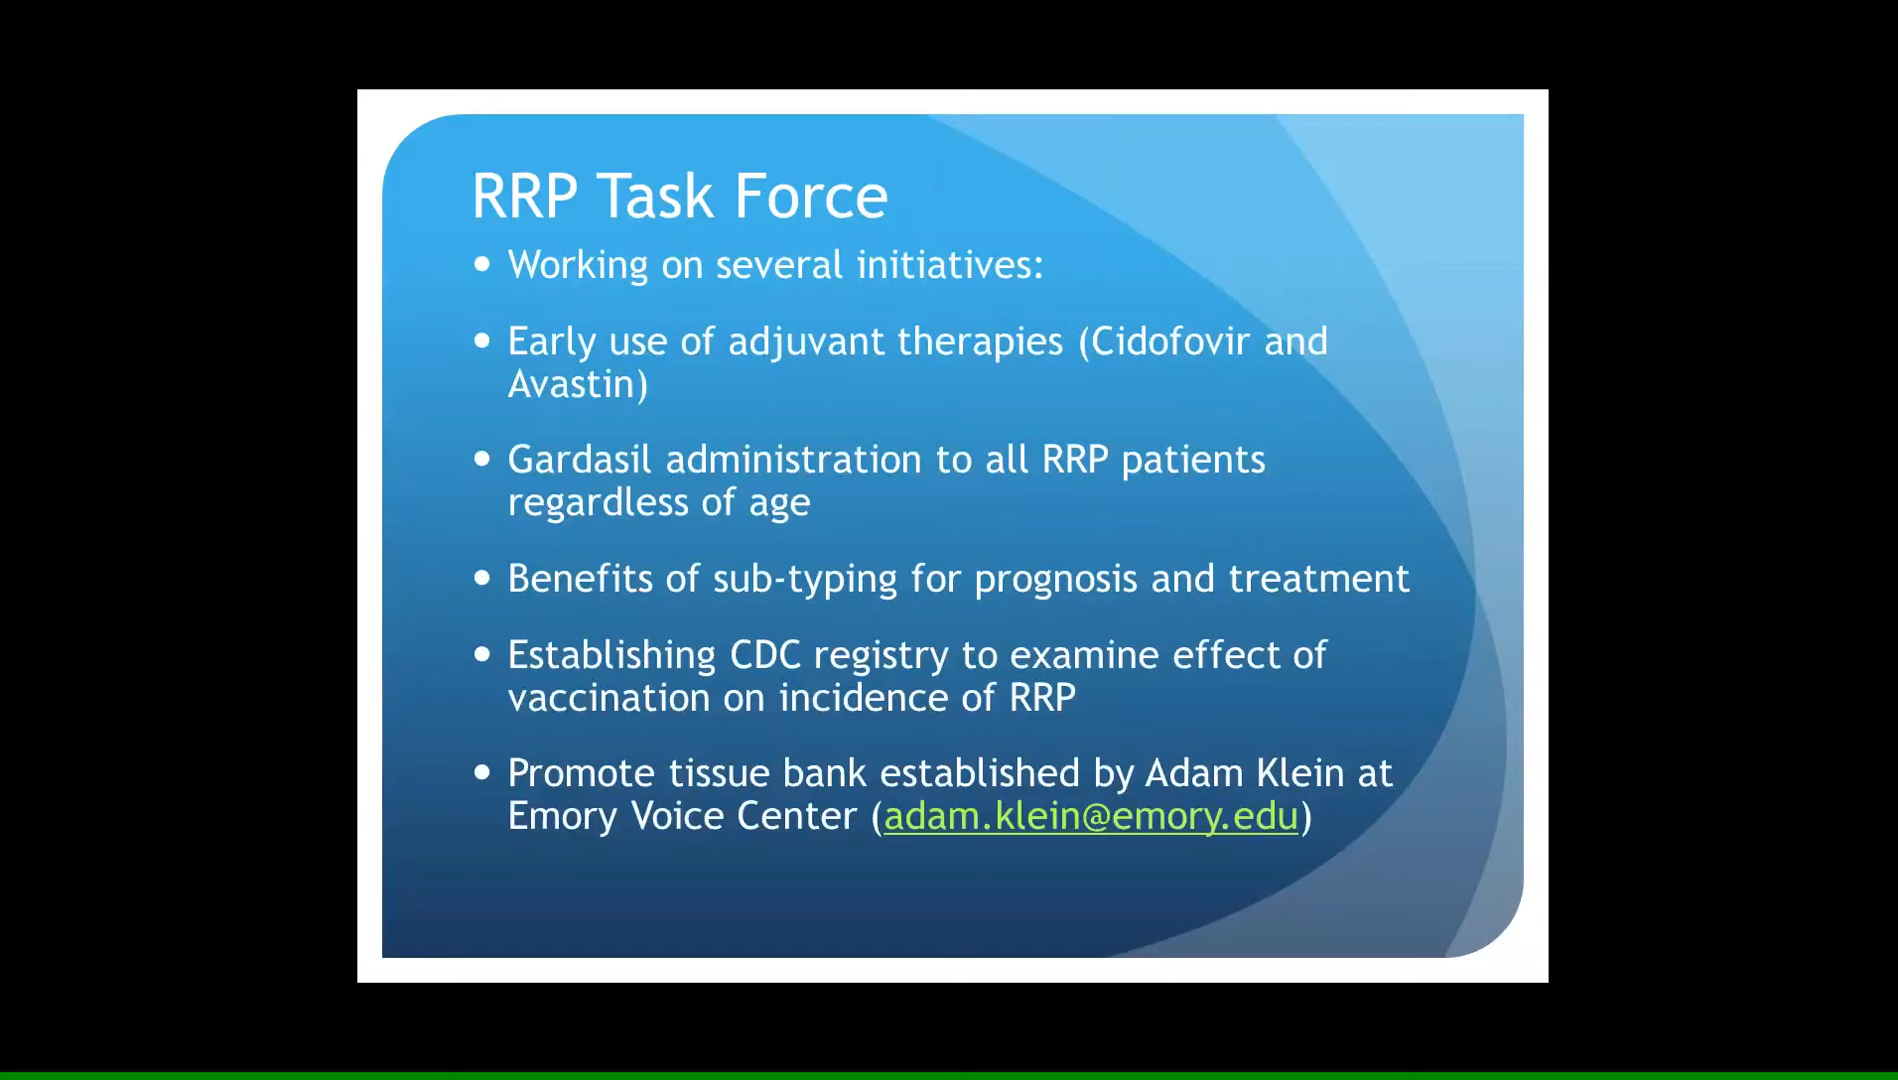 RRP Task Force
• Working on several initiatives:
• Early use of adjuvant therapies (Cidofovir and
Avastin)
• Gardasil administration to all RRP patients
regardless of age
• Benefits of sub-typing for prognosis and treatment
• Establishing CDC registry to examine effect of
vaccination on incidence of RRP
• Promote tissue bank established by Adam Klein at
Emory Voice Center (adam.klein@emory.edu)